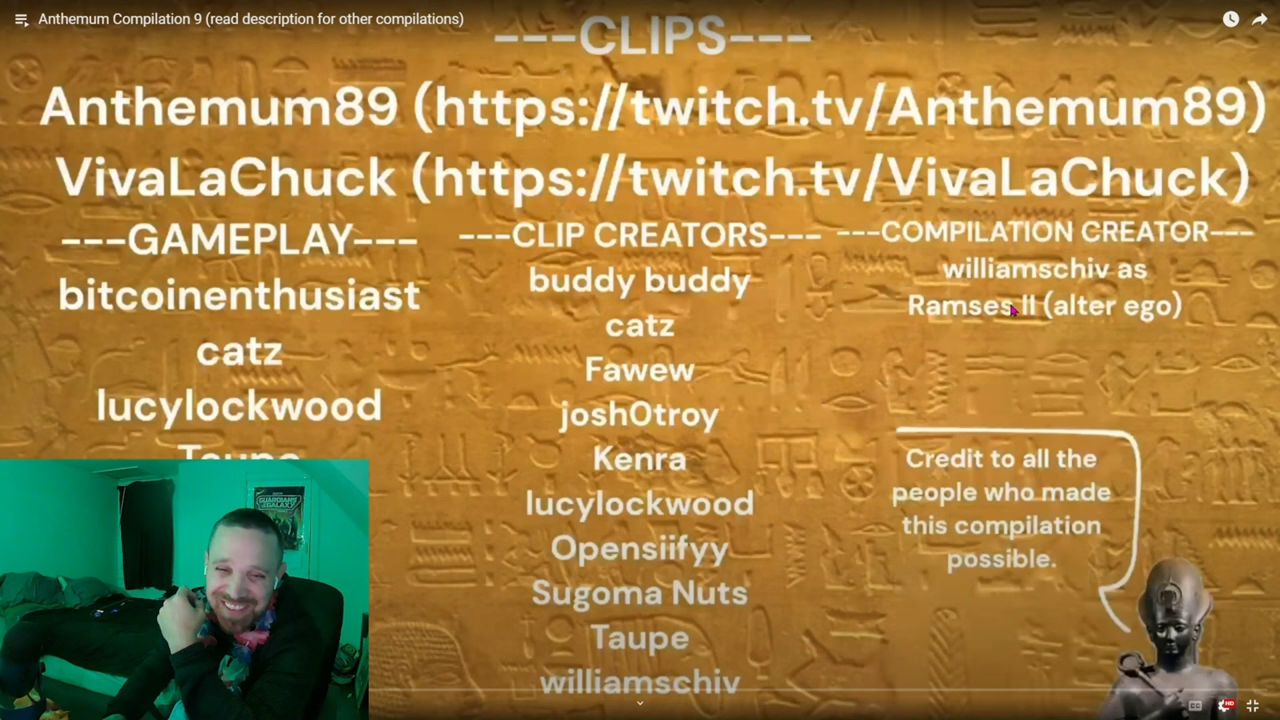 Anthemum Compilation 9 (read description for other compilations)
---CLIPS---
Anthemum89 (https://twitch.tv/Anthemum89)
VivaLaChuck (https://twitch.tv/VivaLaChuck)
---GAMEPLAY---
bitcoinenthusiast
catz
lucylockwood
Taupe
---CLIP CREATORS---
buddy buddy
catz
Fawew
josh0troy
Kenra
lucylockwood
Opensiifyy
Sugoma Nuts
Taupe
williamschiv
---COMPILATION CREATOR---
williamschiv as
Ramses II (alter ego)
Credit to all the
people who made
this compilation
possible.
GUARDIANS
GALAXY
CC
HD